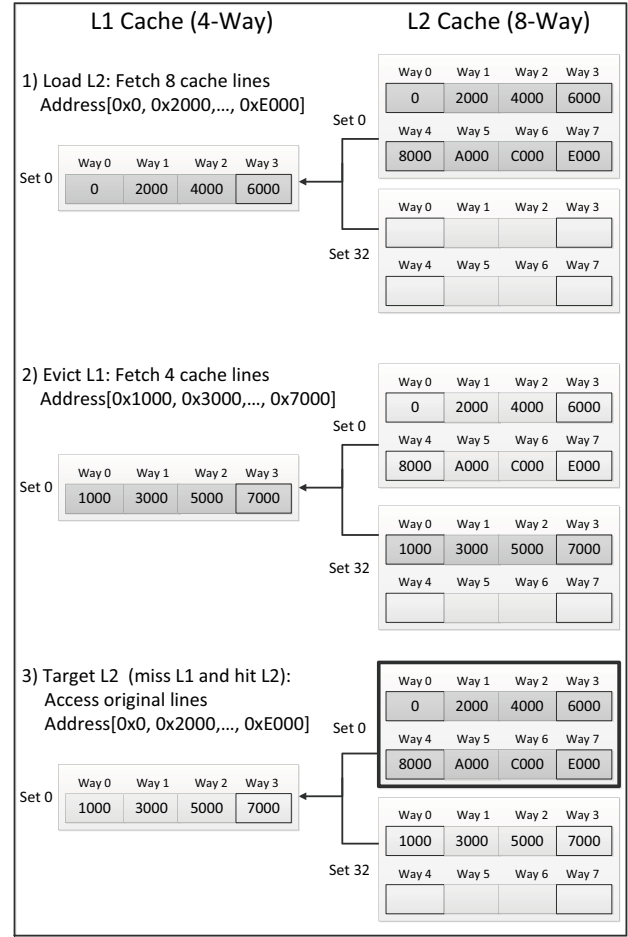 L1 Cache (4-Way) L2 Cache (8-Way)
1) Load L2: Fetch 8 cache lines
Address[0x0, 0x2000,..., 0xE000]
Set 0
Way 0 Way 1 Way 2 Way 3
0 2000 4000 6000
Set 0
Way 0 Way 1 Way 2 Way 3
0 2000 4000 6000
Way 4 Way 5 Way 6 Way 7
8000 A000 C000 E000
Set 32
Way 0 Way 1 Way 2 Way 3
Way 4 Way 5 Way 6 Way 7
2) Evict L1: Fetch 4 cache lines
Address[0x1000, 0x3000,..., 0x7000]
Set 0
Way 0 Way 1 Way 2 Way 3
1000 3000 5000 7000
Set 0
Way 0 Way 1 Way 2 Way 3
0 2000 4000 6000
Way 4 Way 5 Way 6 Way 7
8000 A000 C000 E000
Set 32
Way 0 Way 1 Way 2 Way 3
1000 3000 5000 7000
Way 4 Way 5 Way 6 Way 7
3) Target L2 (miss L1 and hit L2):
Access original lines
Address[0x0, 0x2000,..., 0xE000]
Set 0
Way 0 Way 1 Way 2 Way 3
1000 3000 5000 7000
Set 0
Way 0 Way 1 Way 2 Way 3
0 2000 4000 6000
Way 4 Way 5 Way 6 Way 7
8000 A000 C000 E000
Set 32
Way 0 Way 1 Way 2 Way 3
1000 3000 5000 7000
Way 4 Way 5 Way 6 Way 7